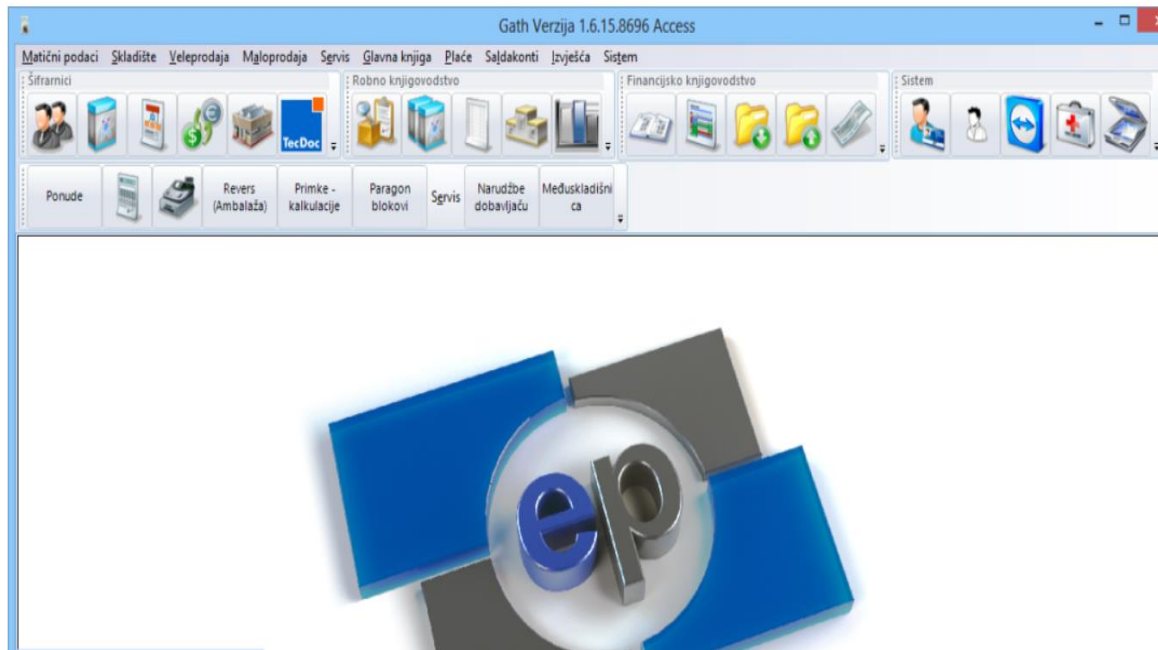 Gath Verzija 1.6.15.8696 Access
Matični podaci Skladište Veleprodaja Maloprodaja Servis Glavna knjiga Plaće Saldakonti Izvješća Sistem
Šifrarnici Robno knjigovodstvo Financijsko knjigovodstvo Sistem
TecDoc
Ponude Revers Primke - Paragon Servis Narudžbe Međuskladišni
(Ambalaža) kalkulacije blokovi dobavljaču ca
ep